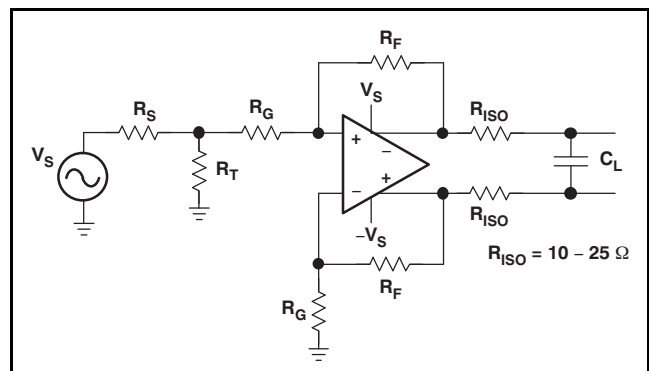 R_F
V_S
R_S
R_G
R_ISO
+
−
V_S
R_T
C_L
+
−
R_ISO
−V_S
R_ISO = 10 – 25 Ω
R_F
R_G